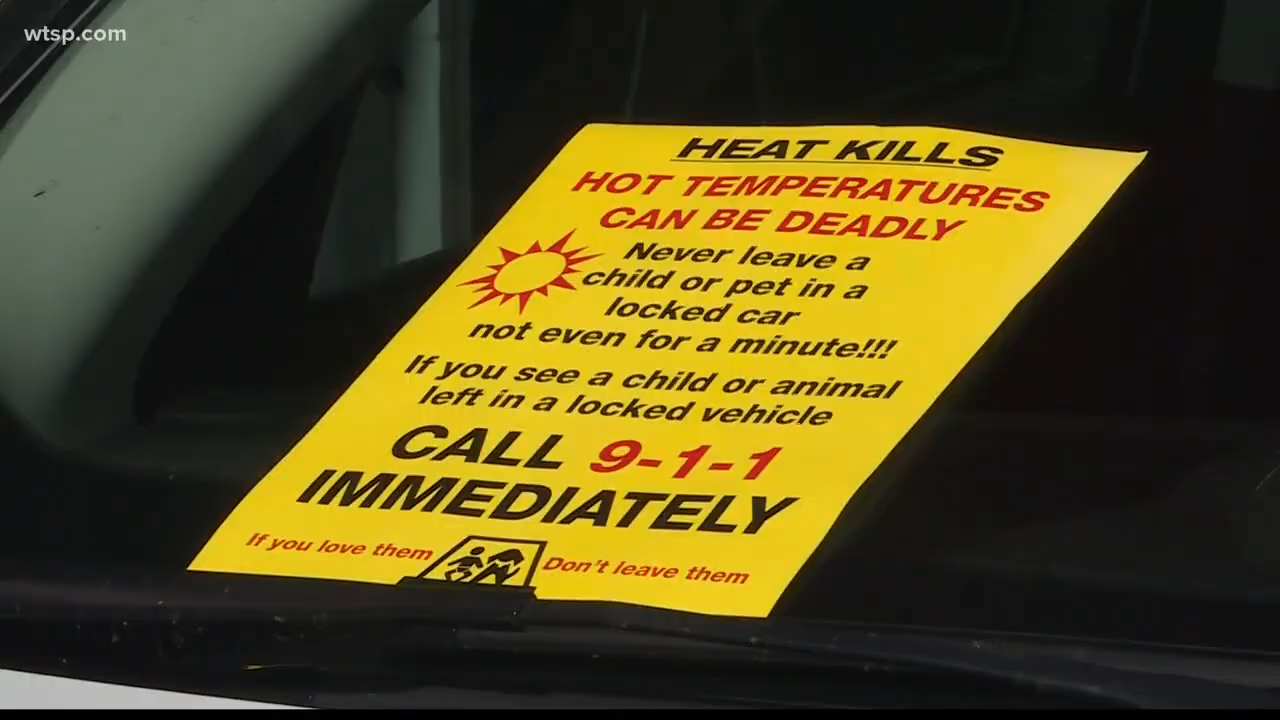 wtsp.com
HEAT KILLS
HOT TEMPERATURES
CAN BE DEADLY
Never leave a
child or pet in a
locked car
not even for a minute!!!
If you see a child or animal
left in a locked vehicle
CALL 9-1-1
IMMEDIATELY
If you love them Don't leave them